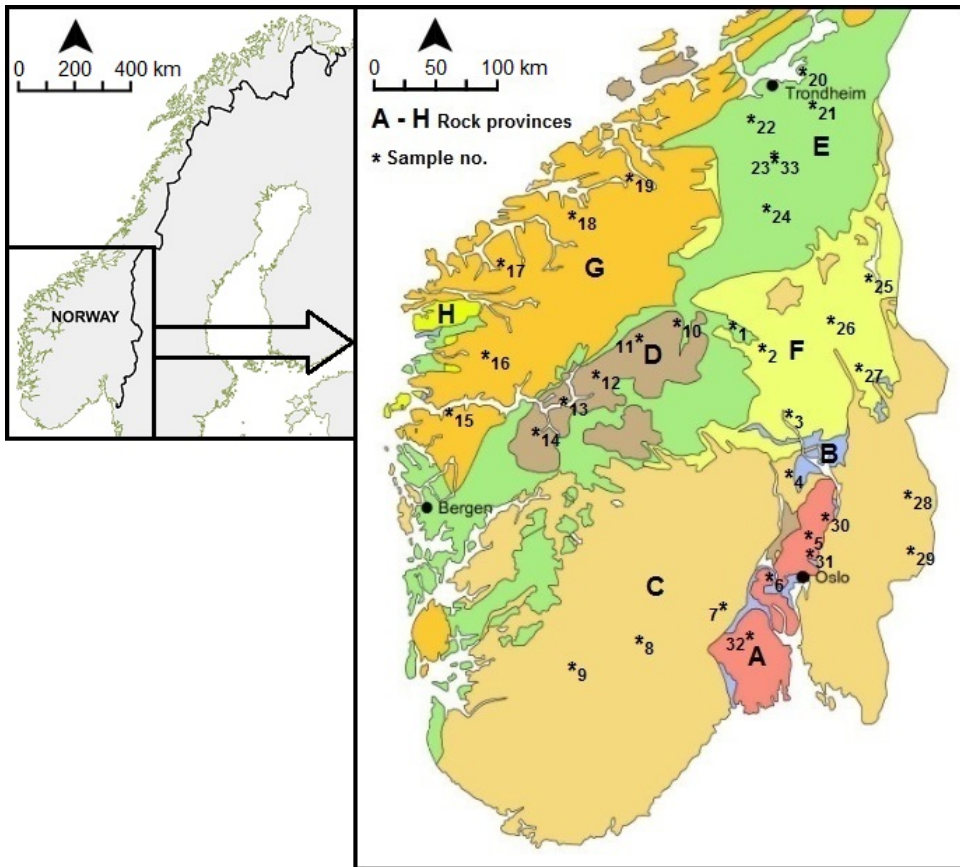 0 200 400 km
NORWAY
0 50 100 km
A - H Rock provinces
* Sample no.
*20
Trondheim
*21
*22
E
23 * *33
*19
*24
*18
G
*17
*25
H
*10
*1
*26
11 *
D
*2
F
*16
*12
*27
*13
*15
*3
*14
B
*4
*28
Bergen
*30
*5
*29
*31
*6
Oslo
C
7 *
32 *
*8
A
*9